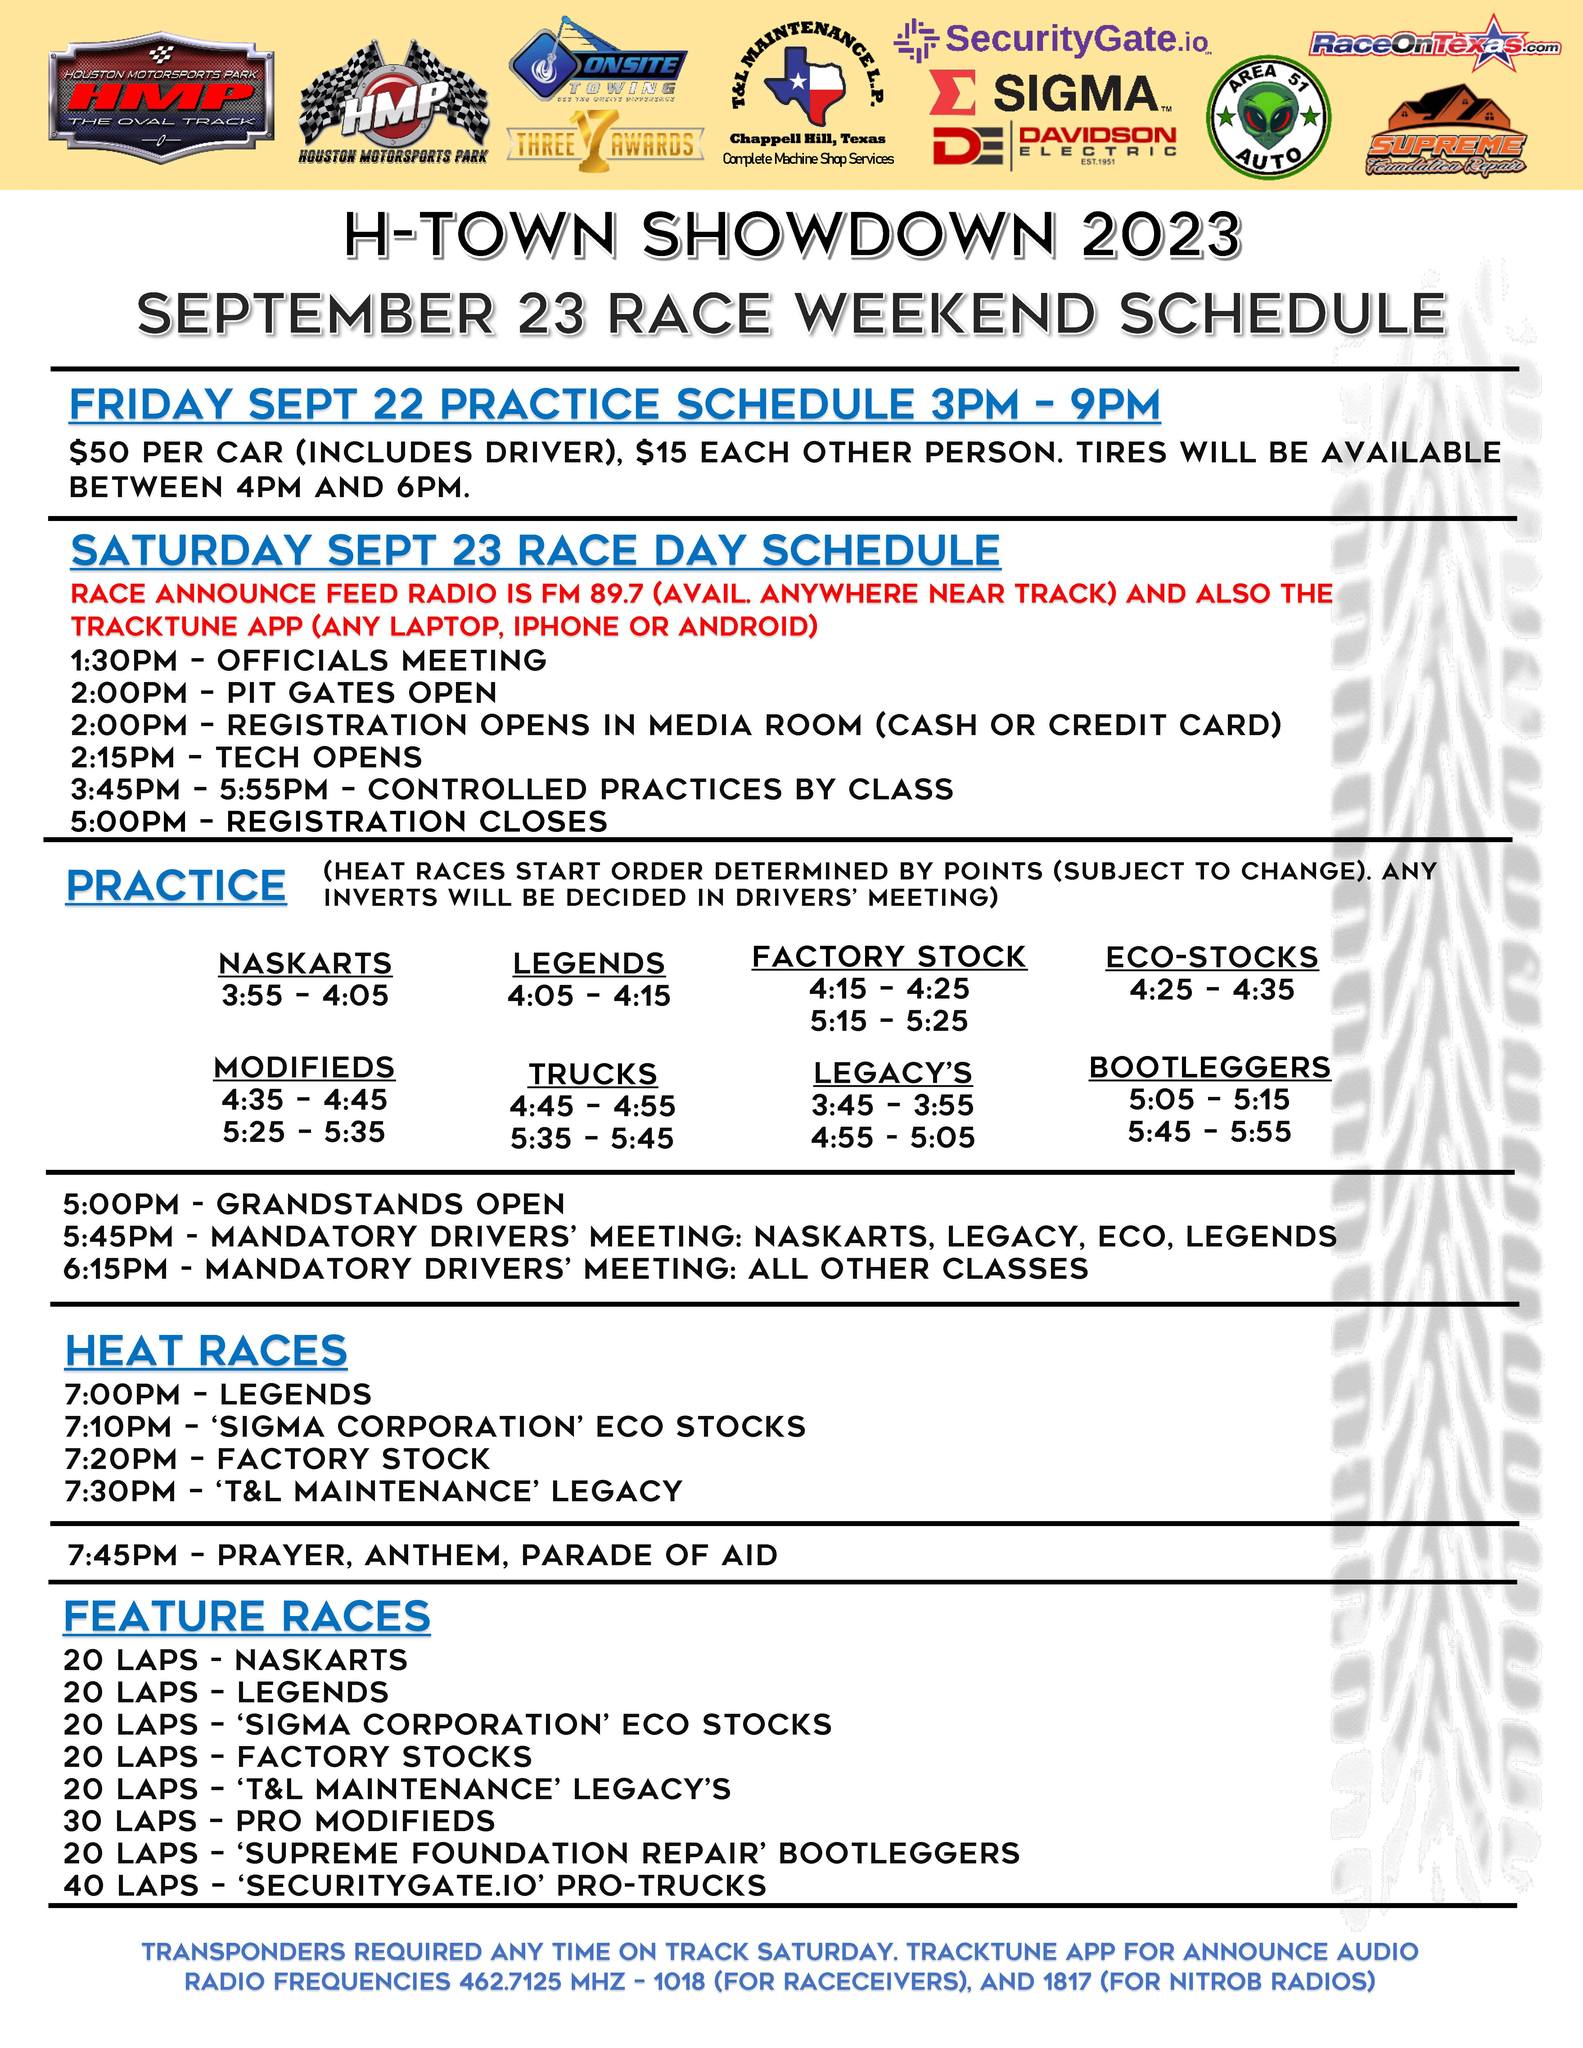 HOUSTON MOTORSPORTS PARK
HMP
THE OVAL TRACK
HMP
HOUSTON MOTORSPORTS PARK
ONSITE
TOWING
THREE AWARDS
T&L MAINTENANCE L.P.
Chappell Hill, Texas
Complete Machine Shop Services
SecurityGate.io
SIGMA™
DE DAVIDSON
ELECTRIC
EST.1951
AREA 51
AUTO
RaceOnTexas.com
SUPREME
Foundation Repair
H-TOWN SHOWDOWN 2023
SEPTEMBER 23 RACE WEEKEND SCHEDULE
FRIDAY SEPT 22 PRACTICE SCHEDULE 3PM – 9PM
$50 PER CAR (INCLUDES DRIVER), $15 EACH OTHER PERSON. TIRES WILL BE AVAILABLE
BETWEEN 4PM AND 6PM.
SATURDAY SEPT 23 RACE DAY SCHEDULE
RACE ANNOUNCE FEED RADIO IS FM 89.7 (AVAIL. ANYWHERE NEAR TRACK) AND ALSO THE
TRACKTUNE APP (ANY LAPTOP, IPHONE OR ANDROID)
1:30PM – OFFICIALS MEETING
2:00PM – PIT GATES OPEN
2:00PM – REGISTRATION OPENS IN MEDIA ROOM (CASH OR CREDIT CARD)
2:15PM – TECH OPENS
3:45PM – 5:55PM – CONTROLLED PRACTICES BY CLASS
5:00PM – REGISTRATION CLOSES
PRACTICE
(HEAT RACES START ORDER DETERMINED BY POINTS (SUBJECT TO CHANGE). ANY
INVERTS WILL BE DECIDED IN DRIVERS' MEETING)
NASKARTS
3:55 – 4:05
LEGENDS
4:05 – 4:15
FACTORY STOCK
4:15 – 4:25
5:15 – 5:25
ECO-STOCKS
4:25 – 4:35
MODIFIEDS
4:35 – 4:45
5:25 – 5:35
TRUCKS
4:45 – 4:55
5:35 – 5:45
LEGACY'S
3:45 – 3:55
4:55 - 5:05
BOOTLEGGERS
5:05 – 5:15
5:45 – 5:55
5:00PM - GRANDSTANDS OPEN
5:45PM - MANDATORY DRIVERS' MEETING: NASKARTS, LEGACY, ECO, LEGENDS
6:15PM - MANDATORY DRIVERS' MEETING: ALL OTHER CLASSES
HEAT RACES
7:00PM – LEGENDS
7:10PM – 'SIGMA CORPORATION' ECO STOCKS
7:20PM – FACTORY STOCK
7:30PM – 'T&L MAINTENANCE' LEGACY
7:45PM – PRAYER, ANTHEM, PARADE OF AID
FEATURE RACES
20 LAPS - NASKARTS
20 LAPS – LEGENDS
20 LAPS – 'SIGMA CORPORATION' ECO STOCKS
20 LAPS – FACTORY STOCKS
20 LAPS – 'T&L MAINTENANCE' LEGACY'S
30 LAPS – PRO MODIFIEDS
20 LAPS – 'SUPREME FOUNDATION REPAIR' BOOTLEGGERS
40 LAPS – 'SECURITYGATE.IO' PRO-TRUCKS
TRANSPONDERS REQUIRED ANY TIME ON TRACK SATURDAY. TRACKTUNE APP FOR ANNOUNCE AUDIO
RADIO FREQUENCIES 462.7125 MHZ – 1018 (FOR RACECEIVERS), AND 1817 (FOR NITROB RADIOS)